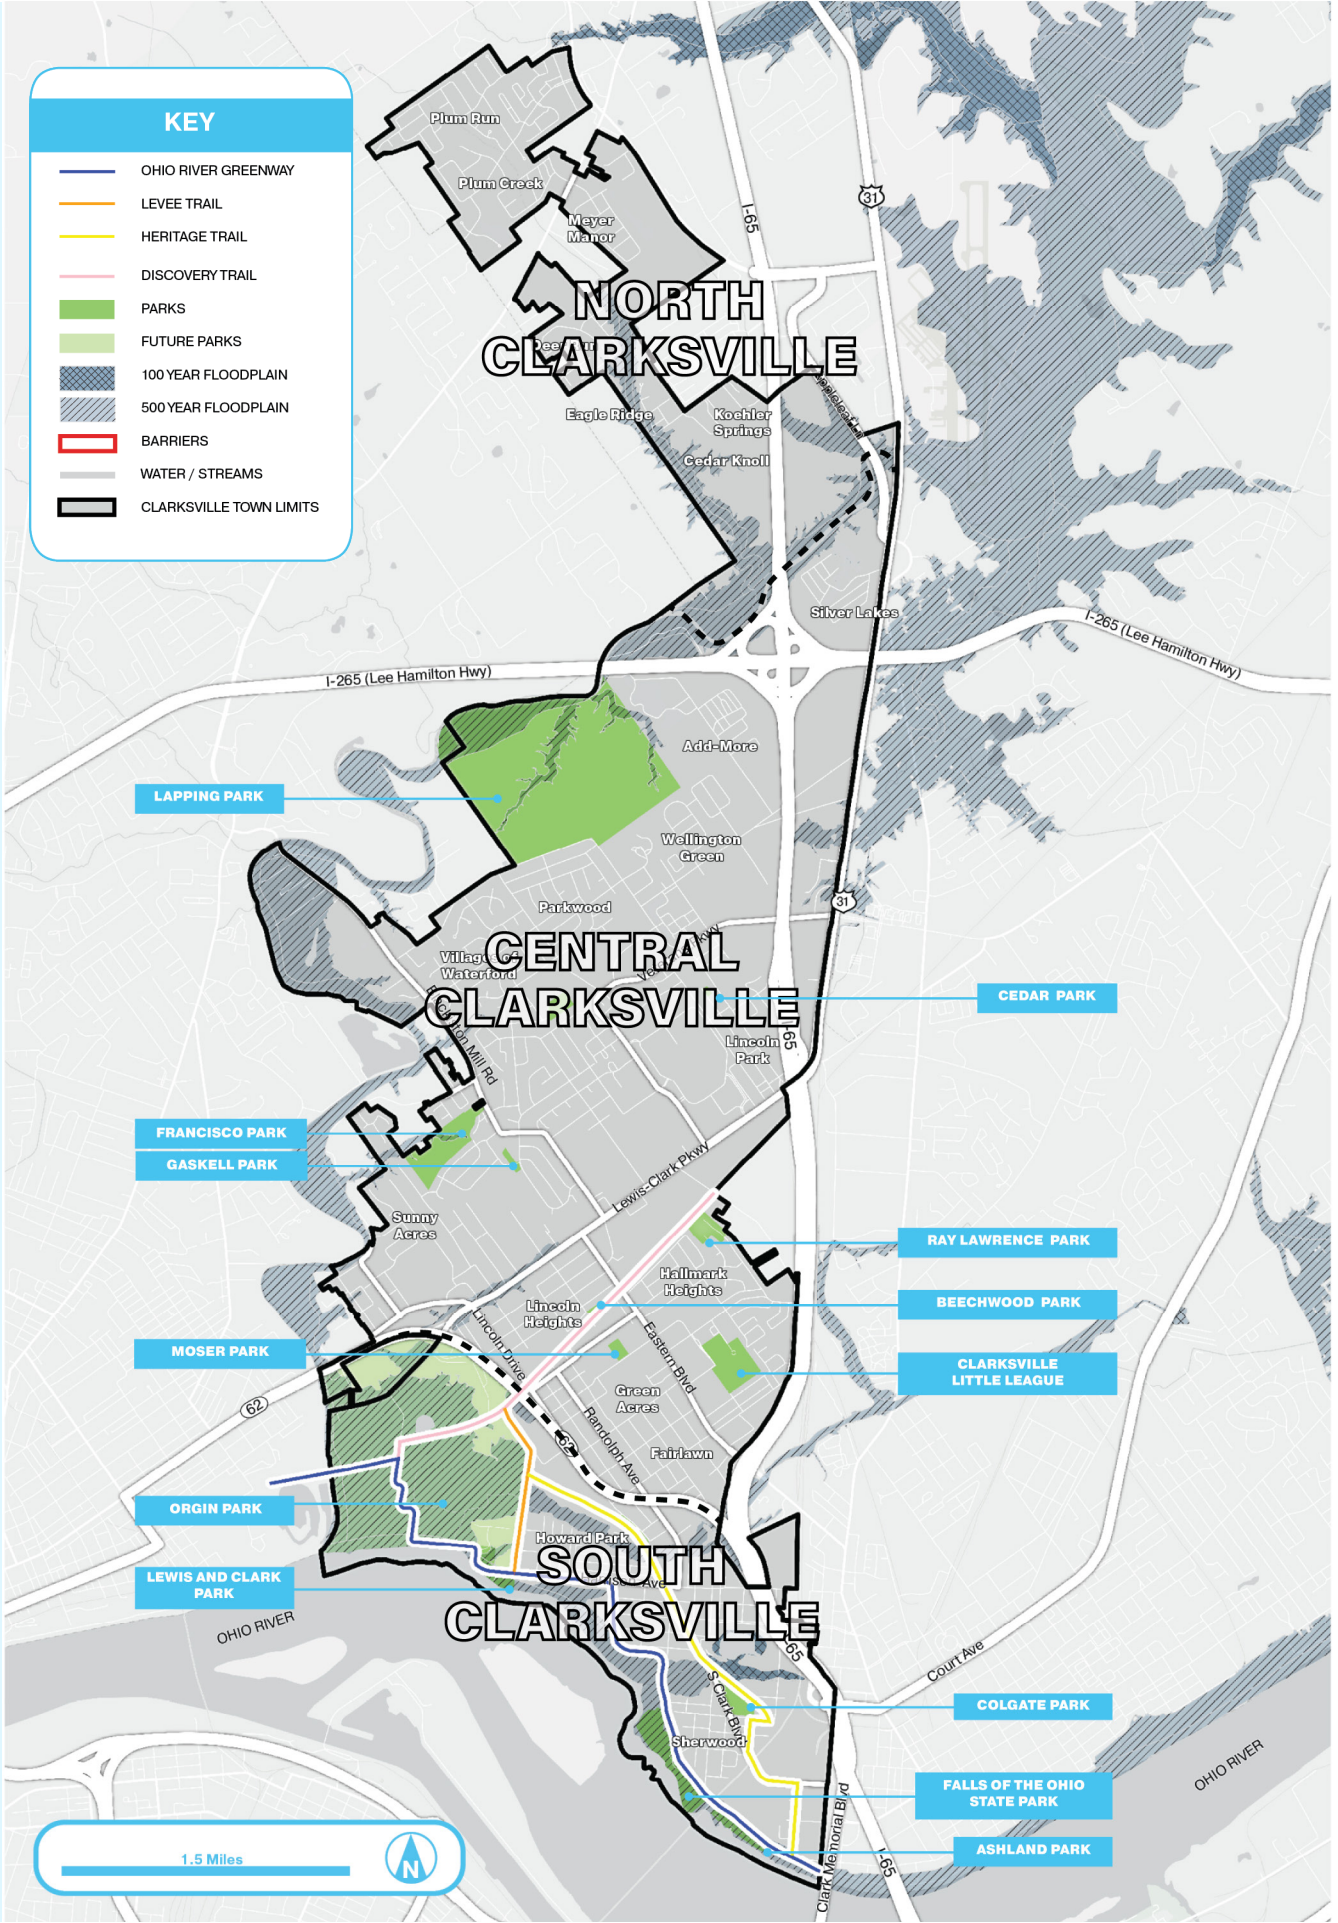 KEY
OHIO RIVER GREENWAY
LEVEE TRAIL
HERITAGE TRAIL
DISCOVERY TRAIL
PARKS
FUTURE PARKS
100 YEAR FLOODPLAIN
500 YEAR FLOODPLAIN
BARRIERS
WATER / STREAMS
CLARKSVILLE TOWN LIMITS
Plum Run
Plum Creek
Meyer
Manor
I-65
31
NORTH
CLARKSVILLE
Eagle Ridge
Koehler
Springs
Cedar Knoll
Silver Lakes
I-265 (Lee Hamilton Hwy)
I-265 (Lee Hamilton Hwy)
Add-More
LAPPING PARK
Wellington
Green
31
Parkwood
Villages of
Waterford
CENTRAL
CLARKSVILLE
CEDAR PARK
I-65
Lincoln
Park
FRANCISCO PARK
GASKELL PARK
Lewis-Clark Pkwy
Sunny
Acres
RAY LAWRENCE PARK
Hallmark
Heights
BEECHWOOD PARK
Lincoln
Heights
Lincoln Drive
Eastern Blvd
MOSER PARK
CLARKSVILLE
LITTLE LEAGUE
Green
Acres
62
62
Randolph Ave
Fairlawn
ORGIN PARK
Howard Park
SOUTH
CLARKSVILLE
LEWIS AND CLARK
PARK
OHIO RIVER
I-65
Court Ave
S Clark Blvd
COLGATE PARK
Sherwood
OHIO RIVER
FALLS OF THE OHIO
STATE PARK
ASHLAND PARK
Clark Memorial Blvd
I-65
1.5 Miles
N